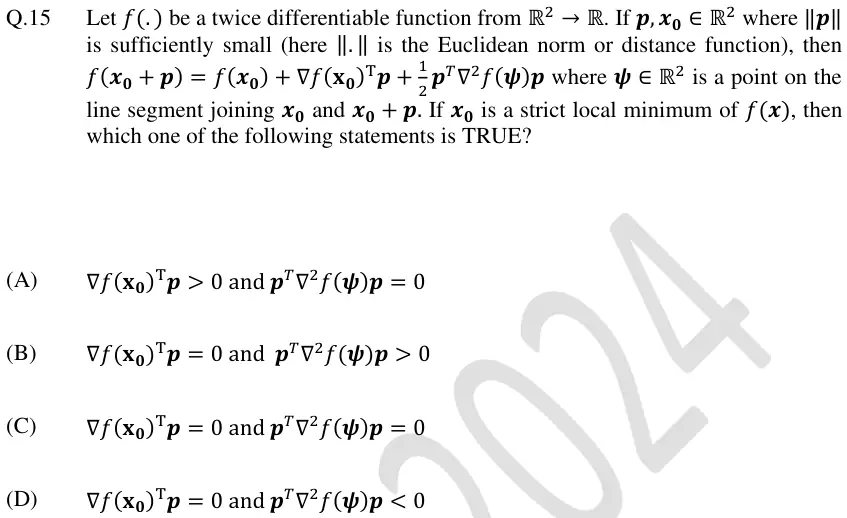 Q.15 Let 𝑓(.) be a twice differentiable function from ℝ² → ℝ. If 𝒑, 𝒙₀ ∈ ℝ² where ‖𝒑‖
is sufficiently small (here ‖.‖ is the Euclidean norm or distance function), then
𝑓(𝒙₀ + 𝒑) = 𝑓(𝒙₀) + ∇𝑓(𝐱₀)ᵀ𝒑 + ½𝒑ᵀ∇²𝑓(𝝍)𝒑 where 𝝍 ∈ ℝ² is a point on the
line segment joining 𝒙₀ and 𝒙₀ + 𝒑. If 𝒙₀ is a strict local minimum of 𝑓(𝒙), then
which one of the following statements is TRUE?
(A) ∇𝑓(𝐱₀)ᵀ𝒑 > 0 and 𝒑ᵀ∇²𝑓(𝝍)𝒑 = 0
(B) ∇𝑓(𝐱₀)ᵀ𝒑 = 0 and 𝒑ᵀ∇²𝑓(𝝍)𝒑 > 0
(C) ∇𝑓(𝐱₀)ᵀ𝒑 = 0 and 𝒑ᵀ∇²𝑓(𝝍)𝒑 = 0
(D) ∇𝑓(𝐱₀)ᵀ𝒑 = 0 and 𝒑ᵀ∇²𝑓(𝝍)𝒑 < 0
2024